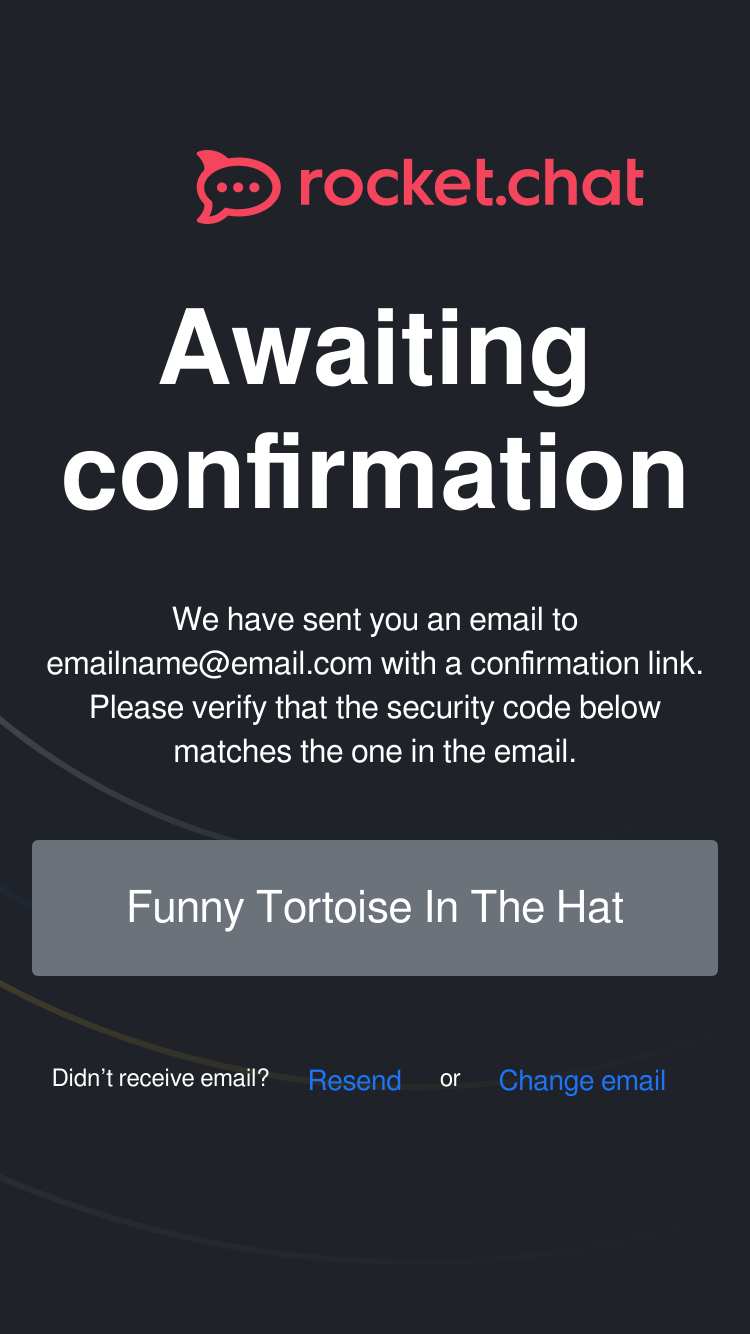 rocket.chat
Awaiting
confirmation
We have sent you an email to
emailname@email.com with a confirmation link.
Please verify that the security code below
matches the one in the email.
Funny Tortoise In The Hat
Didn’t receive email? Resend or Change email